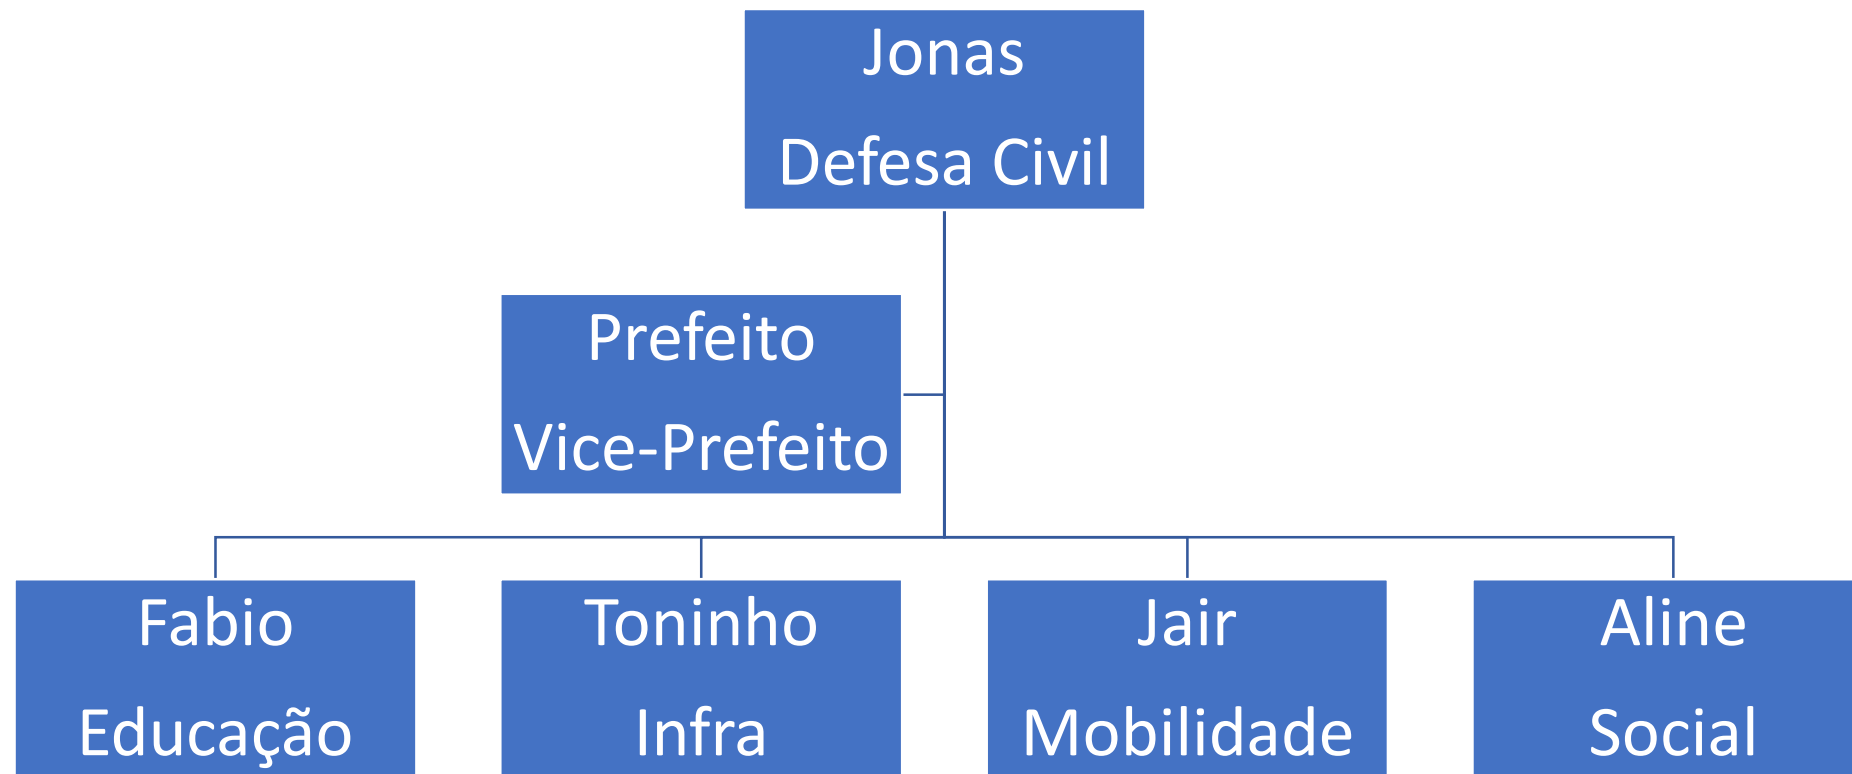 Jonas
Defesa Civil
Prefeito
Vice-Prefeito
Fabio
Educação
Toninho
Infra
Jair
Mobilidade
Aline
Social